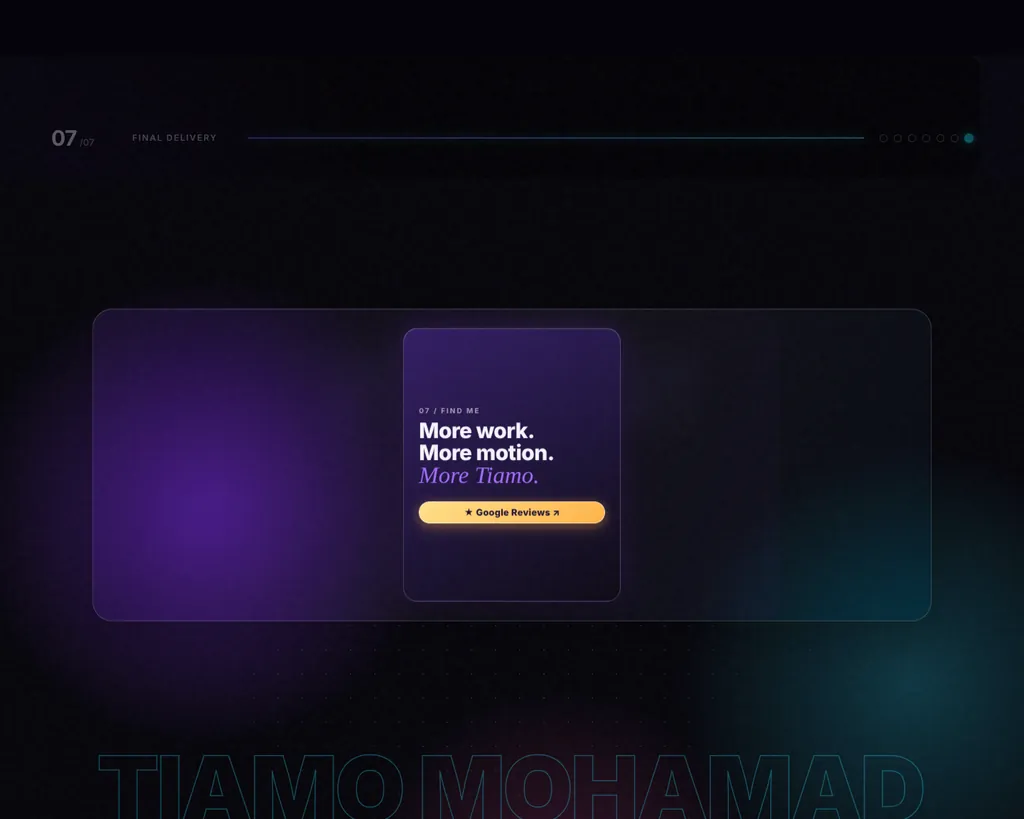 07 /07 FINAL DELIVERY
07 / FIND ME
More work.
More motion.
More Tiamo.
★ Google Reviews ↗
TIAMO MOHAMAD